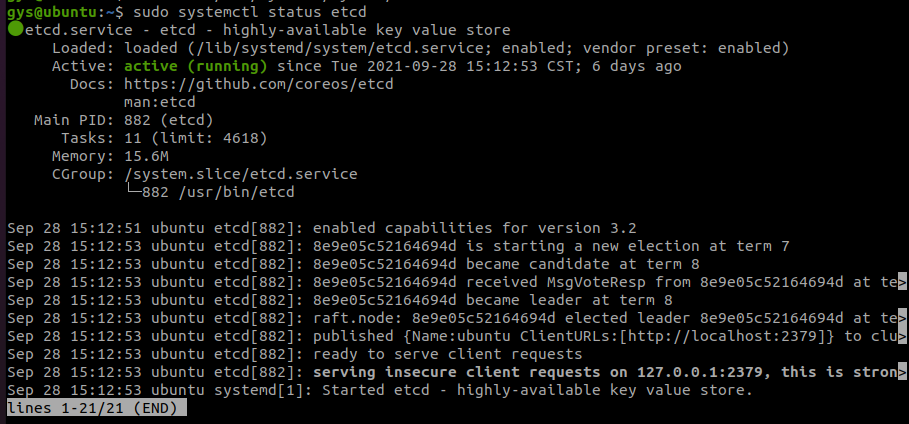 gys@ubuntu:~$ sudo systemctl status etcd
●etcd.service - etcd - highly-available key value store
Loaded: loaded (/lib/systemd/system/etcd.service; enabled; vendor preset: enabled)
Active: active (running) since Tue 2021-09-28 15:12:53 CST; 6 days ago
Docs: https://github.com/coreos/etcd
man:etcd
Main PID: 882 (etcd)
Tasks: 11 (limit: 4618)
Memory: 15.6M
CGroup: /system.slice/etcd.service
└─882 /usr/bin/etcd
Sep 28 15:12:51 ubuntu etcd[882]: enabled capabilities for version 3.2
Sep 28 15:12:53 ubuntu etcd[882]: 8e9e05c52164694d is starting a new election at term 7
Sep 28 15:12:53 ubuntu etcd[882]: 8e9e05c52164694d became candidate at term 8
Sep 28 15:12:53 ubuntu etcd[882]: 8e9e05c52164694d received MsgVoteResp from 8e9e05c52164694d at te>
Sep 28 15:12:53 ubuntu etcd[882]: 8e9e05c52164694d became leader at term 8
Sep 28 15:12:53 ubuntu etcd[882]: raft.node: 8e9e05c52164694d elected leader 8e9e05c52164694d at te>
Sep 28 15:12:53 ubuntu etcd[882]: published {Name:ubuntu ClientURLs:[http://localhost:2379]} to clu>
Sep 28 15:12:53 ubuntu etcd[882]: ready to serve client requests
Sep 28 15:12:53 ubuntu etcd[882]: serving insecure client requests on 127.0.0.1:2379, this is stron>
Sep 28 15:12:53 ubuntu systemd[1]: Started etcd - highly-available key value store.
lines 1-21/21 (END)